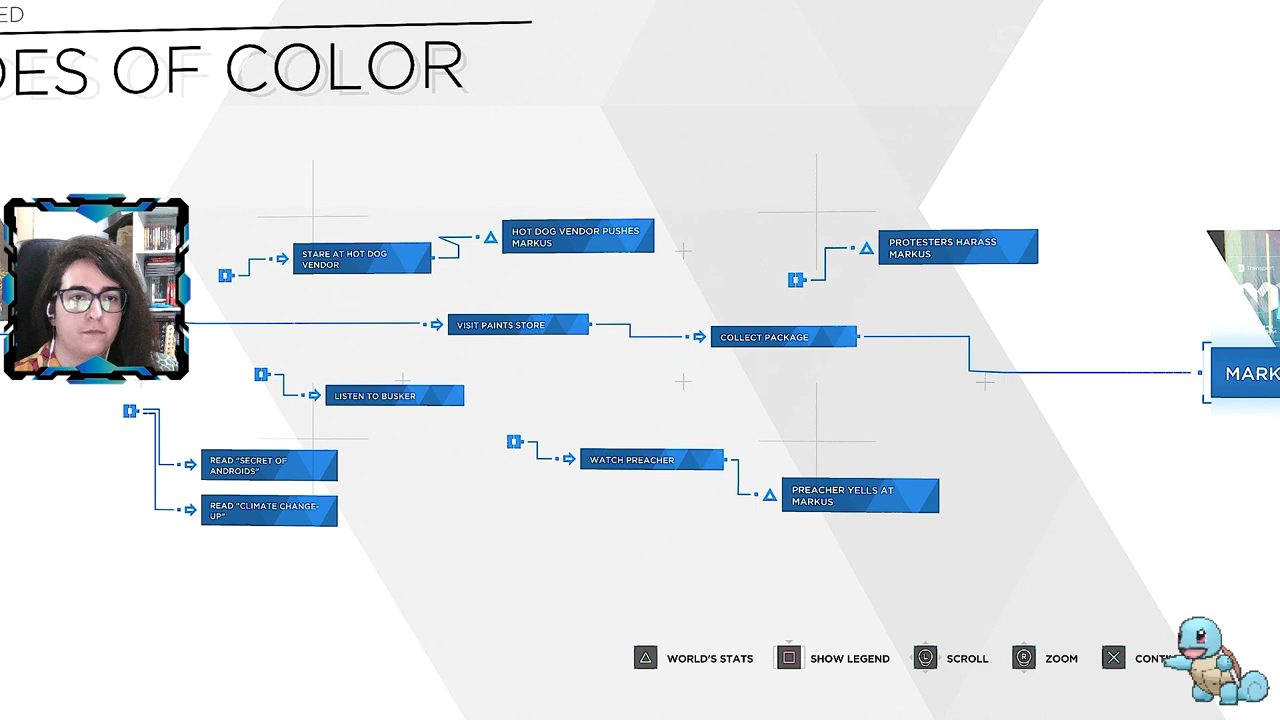 ED
DES OF COLOR
HOT DOG VENDOR PUSHES
MARKUS
PROTESTERS HARASS
MARKUS
STARE AT HOT DOG
VENDOR
VISIT PAINTS STORE
COLLECT PACKAGE
MARK
LISTEN TO BUSKER
READ "SECRET OF
ANDROIDS"
WATCH PREACHER
READ "CLIMATE CHANGE-
UP"
PREACHER YELLS AT
MARKUS
WORLD'S STATS
SHOW LEGEND
L
SCROLL
R
ZOOM
CONTI